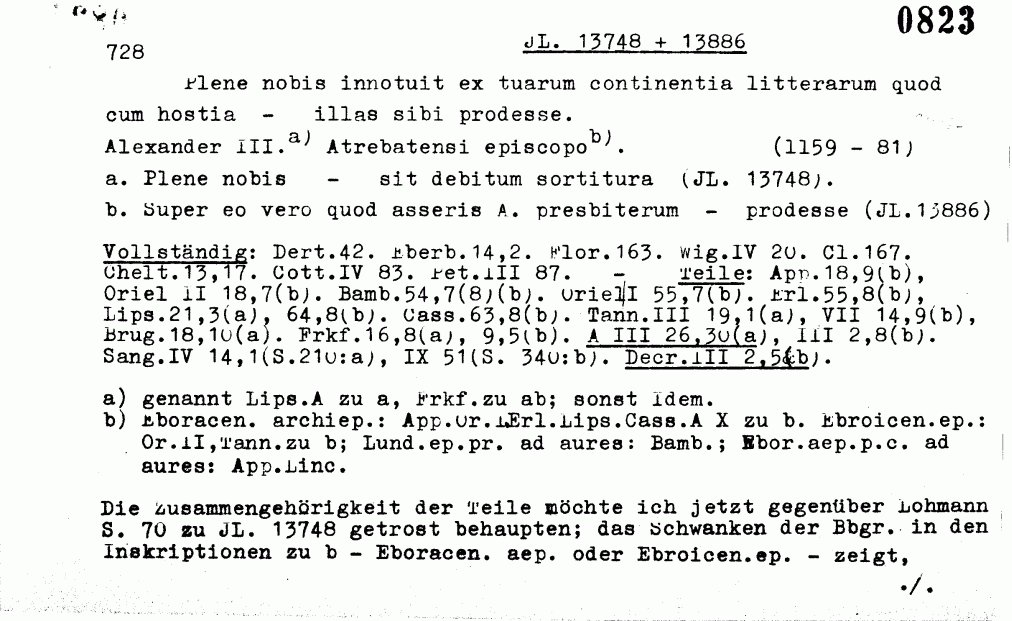 0823
728
JL. 13748 + 13886
Plene nobis innotuit ex tuarum continentia litterarum quod
cum hostia - illas sibi prodesse.
Alexander III.a) Atrebatensi episcopo b). (1159 - 81)
a. Plene nobis - sit debitum sortitura (JL. 13748).
b. Super eo vero quod asseris A. presbiterum - prodesse (JL.13886)
Vollständig: Dert.42. Eberb.14,2. Flor.163. Wig.IV 20. Cl.167.
Chelt.13,17. Cott.IV 83. Pet.III 87. - Teile: App.18,9(b),
Oriel II 18,7(b). Bamb.54,7(8)(b). Oriel I 55,7(b). Erl.55,8(b),
Lips.21,3(a), 64,8(b). Cass.63,8(b). Tann.III 19,1(a), VII 14,9(b),
Brug.18,10(a). Frkf.16,8(a), 9,5(b). A III 26,30(a), III 2,8(b).
Sang.IV 14,1(S.210:a), IX 51(S. 340:b). Decr.III 2,5(b).
a) genannt Lips.A zu a, Frkf.zu ab; sonst Idem.
b) Eboracen. archiep.: App.Or.IErl.Lips.Cass.A X zu b. Ebroicen.ep.:
Or.II,Tann.zu b; Lund.ep.pr. ad aures: Bamb.; Ebor.aep.p.c. ad
aures: App.Linc.
Die Zusammengehörigkeit der Teile möchte ich jetzt gegenüber Lohmann
S. 70 zu JL. 13748 getrost behaupten; das Schwanken der Bbgr. in den
Inskriptionen zu b - Eboracen. aep. oder Ebroicen.ep. - zeigt,
./.